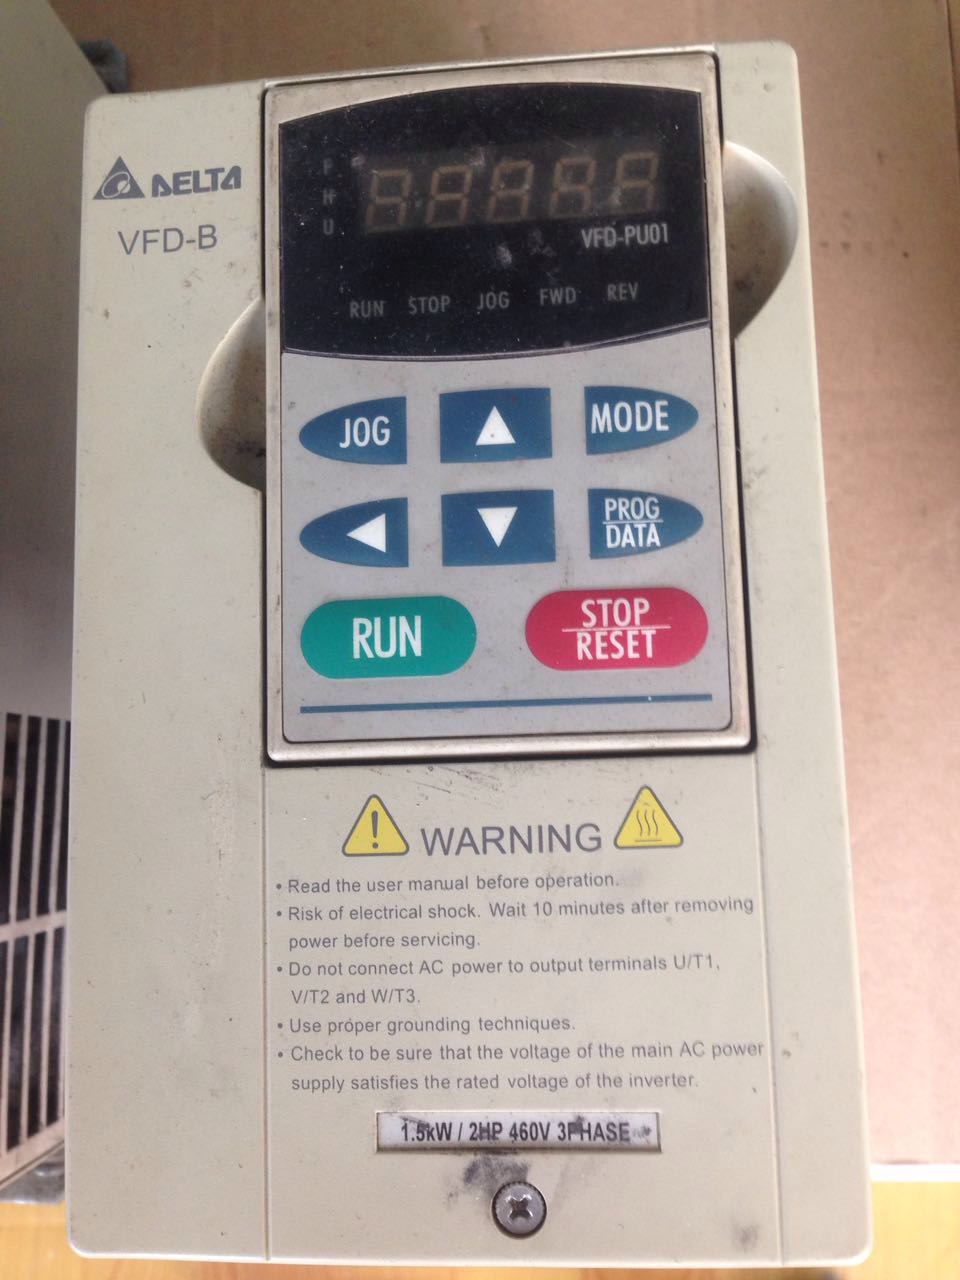 DELTA
VFD-B
F
H
U
VFD-PU01
RUN STOP JOG FWD REV
JOG
MODE
PROG
DATA
RUN
STOP
RESET
WARNING
• Read the user manual before operation.
• Risk of electrical shock. Wait 10 minutes after removing
power before servicing.
• Do not connect AC power to output terminals U/T1,
V/T2 and W/T3.
• Use proper grounding techniques.
• Check to be sure that the voltage of the main AC power
supply satisfies the rated voltage of the inverter.
1.5kW / 2HP 460V 3PHASE